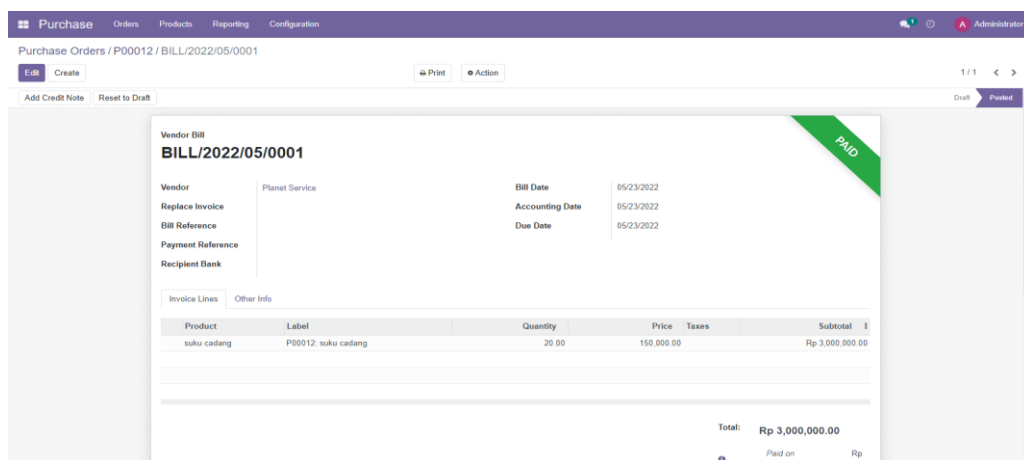 Purchase Orders Products Reporting Configuration 1 A Administrator
Purchase Orders / P00012 / BILL/2022/05/0001
Edit Create Print Action 1 / 1
Add Credit Note Reset to Draft Draft Posted
PAID
Vendor Bill
BILL/2022/05/0001
Vendor Planet Service Bill Date 05/23/2022
Replace Invoice Accounting Date 05/23/2022
Bill Reference Due Date 05/23/2022
Payment Reference
Recipient Bank
Invoice Lines Other Info
Product Label Quantity Price Taxes Subtotal
suku cadang P00012: suku cadang 20.00 150,000.00 Rp 3,000,000.00
Total: Rp 3,000,000.00
Paid on Rp